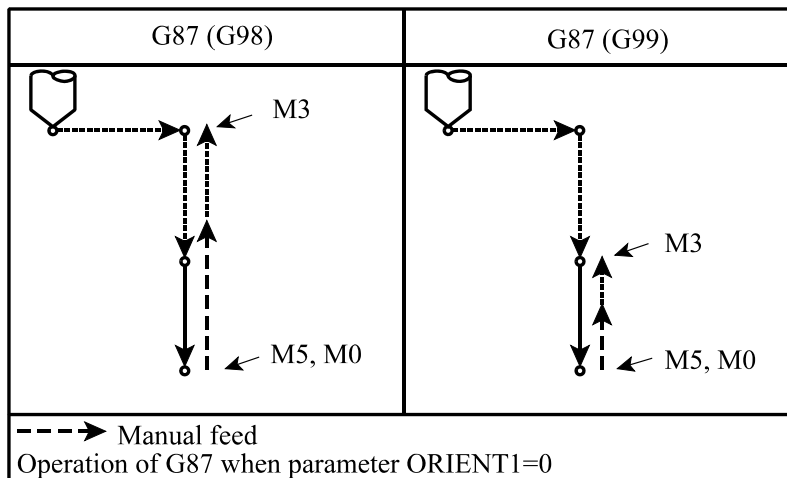 G87 (G98)
G87 (G99)
M3
M3
M5, M0
M5, M0
Manual feed
Operation of G87 when parameter ORIENT1=0